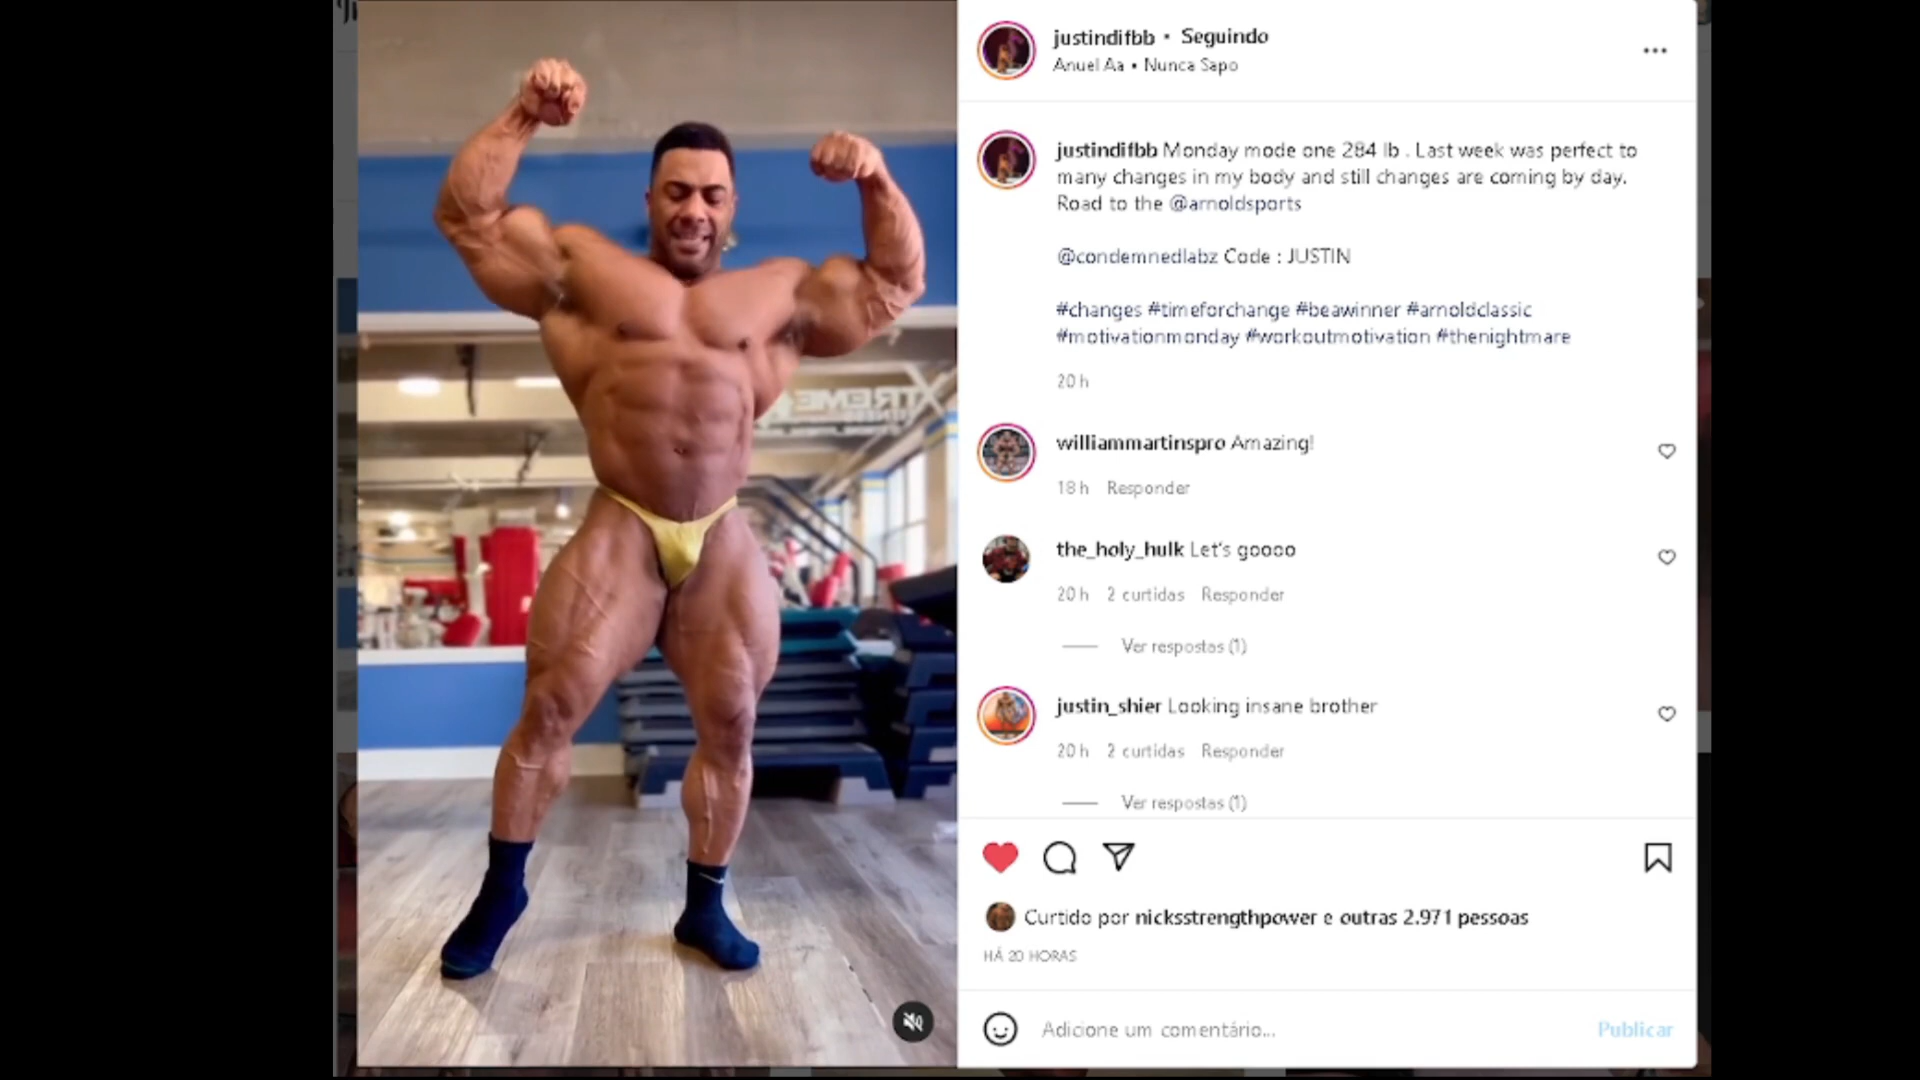 justindifbb • Seguindo
Anuel Aa • Nunca Sapo
justindifbb Monday mode one 284 lb . Last week was perfect to
many changes in my body and still changes are coming by day.
Road to the @arnoldsports
@condemnedlabz Code : JUSTIN
#changes #timeforchange #beawinner #arnoldclassic
#motivationmonday #workoutmotivation #thenightmare
20 h
williammartinspro Amazing!
18 h Responder
the_holy_hulk Let's goooo
20 h 2 curtidas Responder
Ver respostas (1)
justin_shier Looking insane brother
20 h 2 curtidas Responder
Ver respostas (1)
Curtido por nicksstrengthpower e outras 2.971 pessoas
HÁ 20 HORAS
Adicione um comentário... Publicar
XTREME